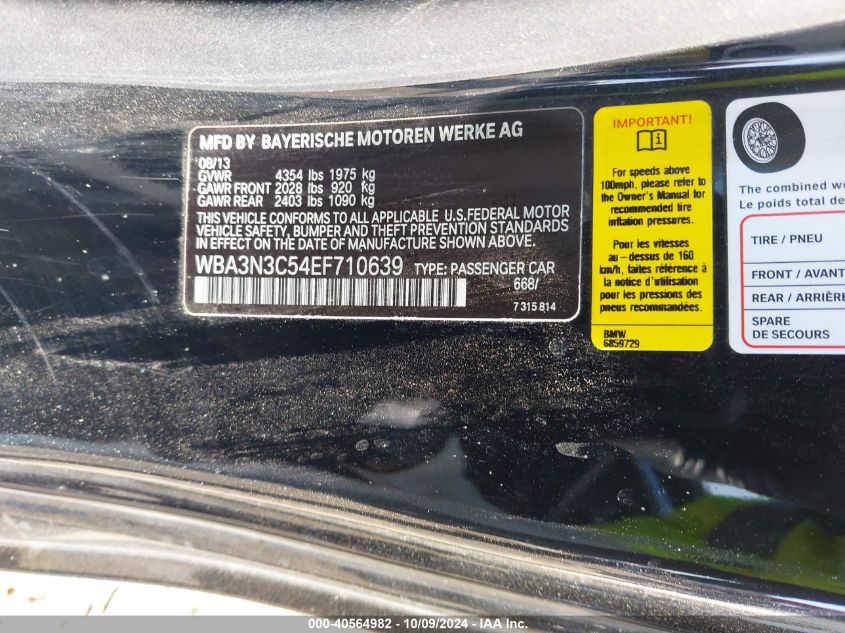 MFD BY BAYERISCHE MOTOREN WERKE AG
08/13
GVWR 4354 lbs 1975 kg
GAWR FRONT 2028 lbs 920 kg
GAWR REAR 2403 lbs 1090 kg
THIS VEHICLE CONFORMS TO ALL APPLICABLE U.S.FEDERAL MOTOR
VEHICLE SAFETY, BUMPER AND THEFT PREVENTION STANDARDS
IN EFFECT ON THE DATE OF MANUFACTURE SHOWN ABOVE.
WBA3N3C54EF710639 TYPE: PASSENGER CAR
668/
7 315 814
IMPORTANT!
For speeds above
100mph, please refer to
the Owner's Manual for
recommended tire
inflation pressures.
Pour les vitesses
au-dessus de 160
km/h, faites référence à
la notice d'utilisation
pour les pressions des
pneus recommandées.
BMW
6859729
The combined we
Le poids total de
TIRE / PNEU
FRONT / AVANT
REAR / ARRIÈRE
SPARE
DE SECOURS
000-40564982 - 10/09/2024 - IAA, Inc.